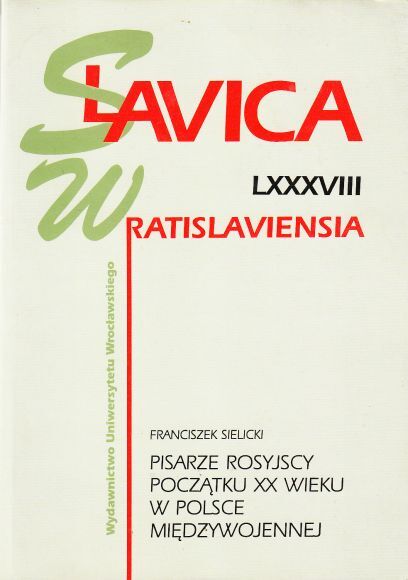 SLAVICA
LXXXVIII
WRATISLAVIENSIA
Wydawnictwo Uniwersytetu Wrocławskiego
FRANCISZEK SIELICKI
PISARZE ROSYJSCY
POCZĄTKU XX WIEKU
W POLSCE
MIĘDZYWOJENNEJ